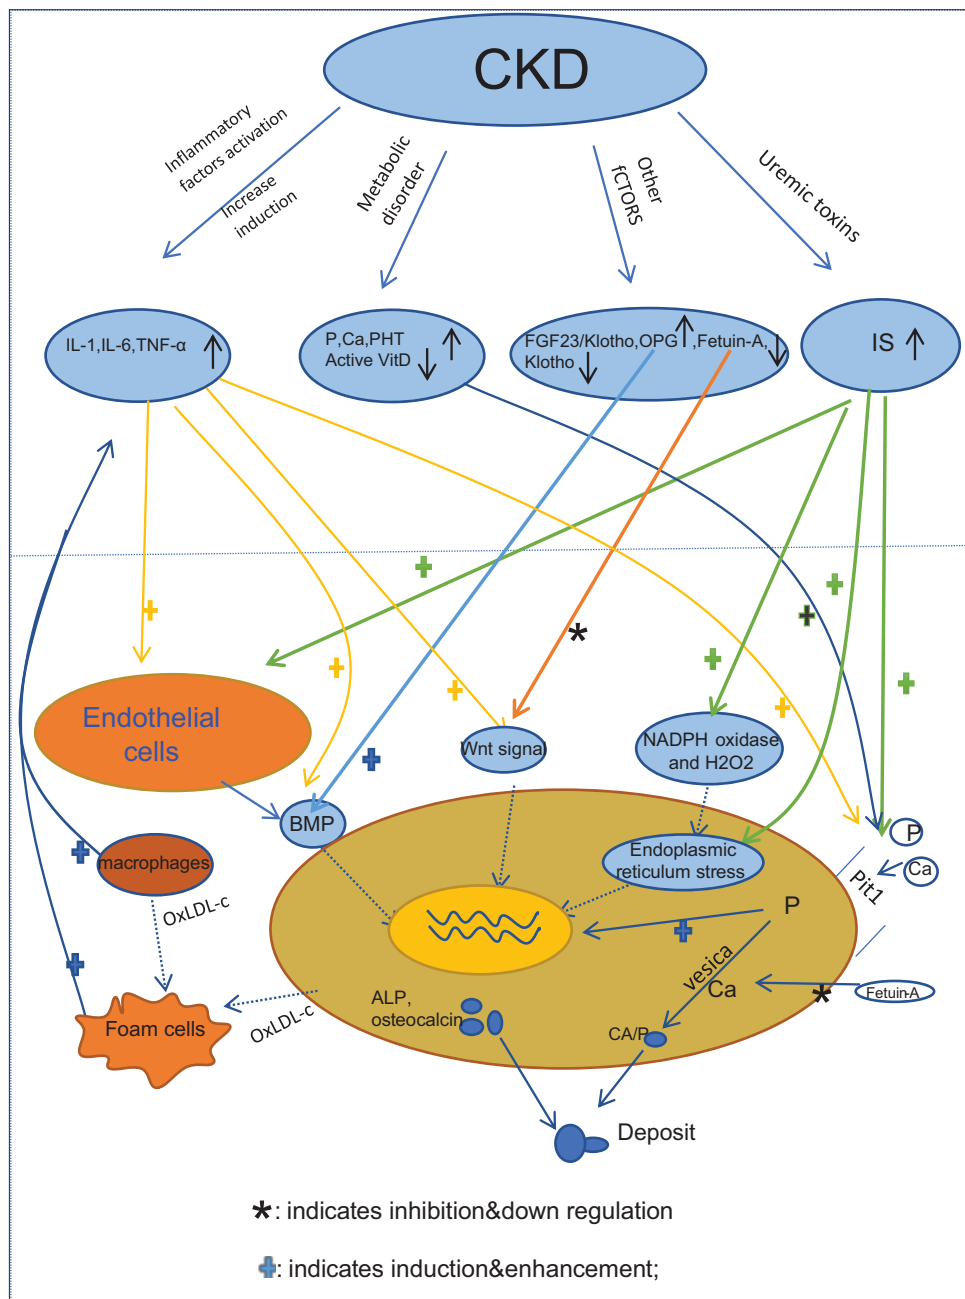 CKD
Inflammatory
factors activation
Increase
induction
Metabolic
disorder
Other
fCTORS
Uremic toxins
IL-1,IL-6,TNF-α
P,Ca,PHT
Active VitD
FGF23/Klotho,OPG ,Fetuin-A,
Klotho
IS
Endothelial
cells
BMP
Wnt signal
NADPH oxidase
and H2O2
P
Ca
Pit1
macrophages
OxLDL-c
Endoplasmic
reticulum stress
P
vesica
Ca
Fetuin-A
ALP,
osteocalcin
CA/P
OxLDL-c
Foam cells
Deposit
*: indicates inhibition&down regulation
+: indicates induction&enhancement;